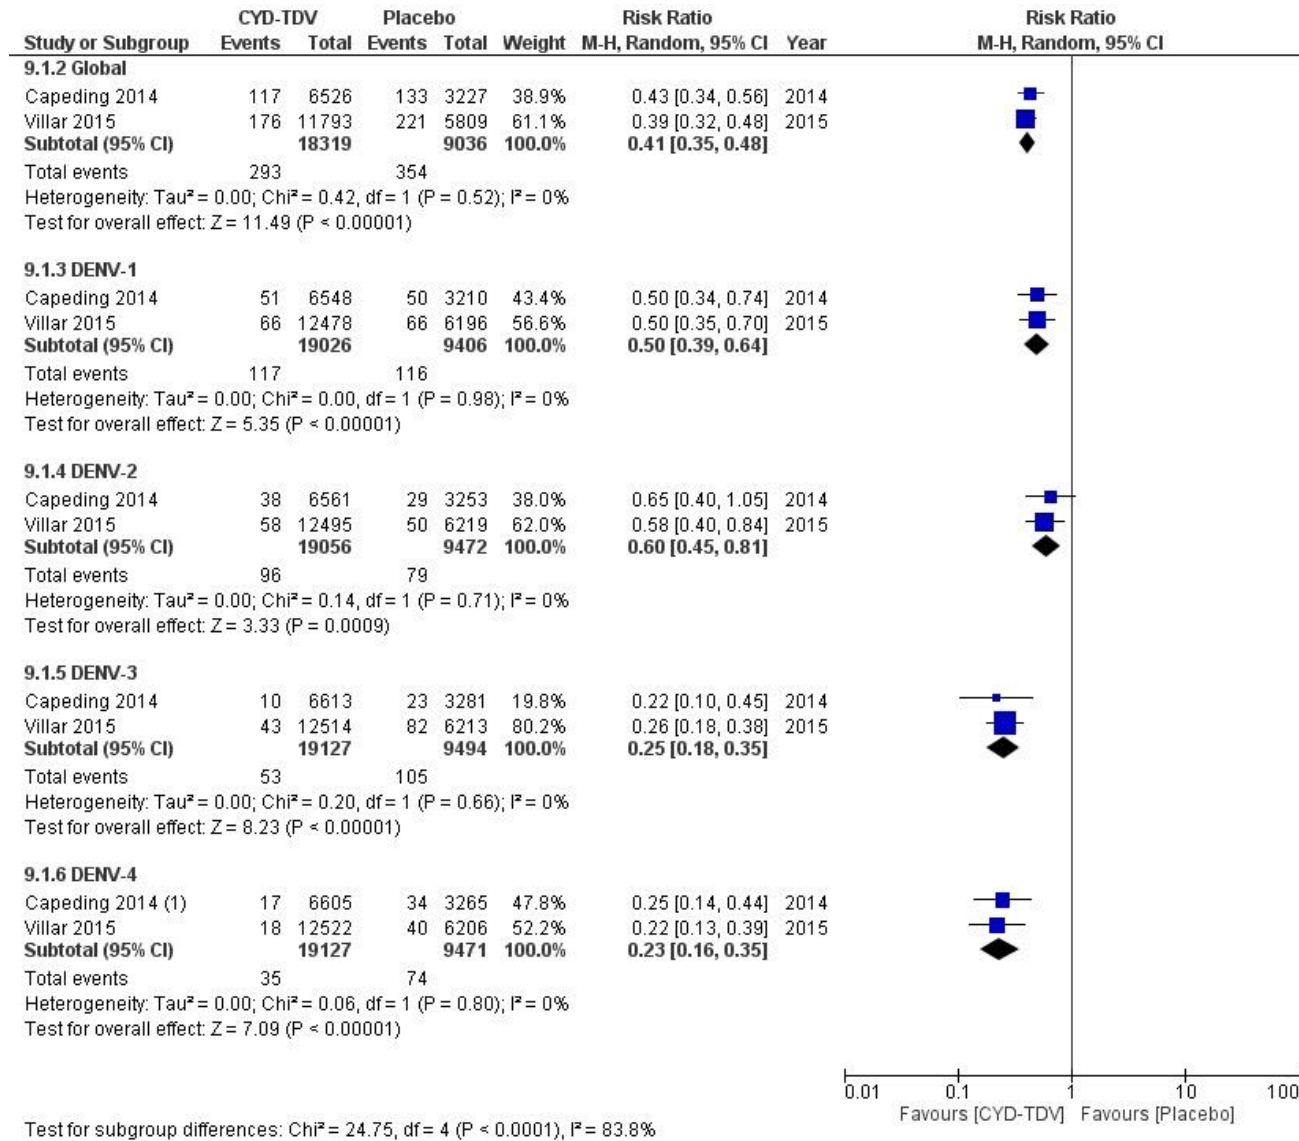 CYD-TDV Placebo Risk Ratio Risk Ratio
Study or Subgroup Events Total Events Total Weight M-H, Random, 95% CI Year M-H, Random, 95% CI
9.1.2 Global
Capeding 2014 117 6526 133 3227 38.9% 0.43 [0.34, 0.56] 2014
Villar 2015 176 11793 221 5809 61.1% 0.39 [0.32, 0.48] 2015
Subtotal (95% CI) 18319 9036 100.0% 0.41 [0.35, 0.48]
Total events 293 354
Heterogeneity: Tau² = 0.00; Chi² = 0.42, df = 1 (P = 0.52); I² = 0%
Test for overall effect: Z = 11.49 (P < 0.00001)
9.1.3 DENV-1
Capeding 2014 51 6548 50 3210 43.4% 0.50 [0.34, 0.74] 2014
Villar 2015 66 12478 66 6196 56.6% 0.50 [0.35, 0.70] 2015
Subtotal (95% CI) 19026 9406 100.0% 0.50 [0.39, 0.64]
Total events 117 116
Heterogeneity: Tau² = 0.00; Chi² = 0.00, df = 1 (P = 0.98); I² = 0%
Test for overall effect: Z = 5.35 (P < 0.00001)
9.1.4 DENV-2
Capeding 2014 38 6561 29 3253 38.0% 0.65 [0.40, 1.05] 2014
Villar 2015 58 12495 50 6219 62.0% 0.58 [0.40, 0.84] 2015
Subtotal (95% CI) 19056 9472 100.0% 0.60 [0.45, 0.81]
Total events 96 79
Heterogeneity: Tau² = 0.00; Chi² = 0.14, df = 1 (P = 0.71); I² = 0%
Test for overall effect: Z = 3.33 (P = 0.0009)
9.1.5 DENV-3
Capeding 2014 10 6613 23 3281 19.8% 0.22 [0.10, 0.45] 2014
Villar 2015 43 12514 82 6213 80.2% 0.26 [0.18, 0.38] 2015
Subtotal (95% CI) 19127 9494 100.0% 0.25 [0.18, 0.35]
Total events 53 105
Heterogeneity: Tau² = 0.00; Chi² = 0.20, df = 1 (P = 0.66); I² = 0%
Test for overall effect: Z = 8.23 (P < 0.00001)
9.1.6 DENV-4
Capeding 2014 (1) 17 6605 34 3265 47.8% 0.25 [0.14, 0.44] 2014
Villar 2015 18 12522 40 6206 52.2% 0.22 [0.13, 0.39] 2015
Subtotal (95% CI) 19127 9471 100.0% 0.23 [0.16, 0.35]
Total events 35 74
Heterogeneity: Tau² = 0.00; Chi² = 0.06, df = 1 (P = 0.80); I² = 0%
Test for overall effect: Z = 7.09 (P < 0.00001)
0.01 0.1 1 10 100
Favours [CYD-TDV] Favours [Placebo]
Test for subgroup differences: Chi² = 24.75, df = 4 (P < 0.0001), I² = 83.8%